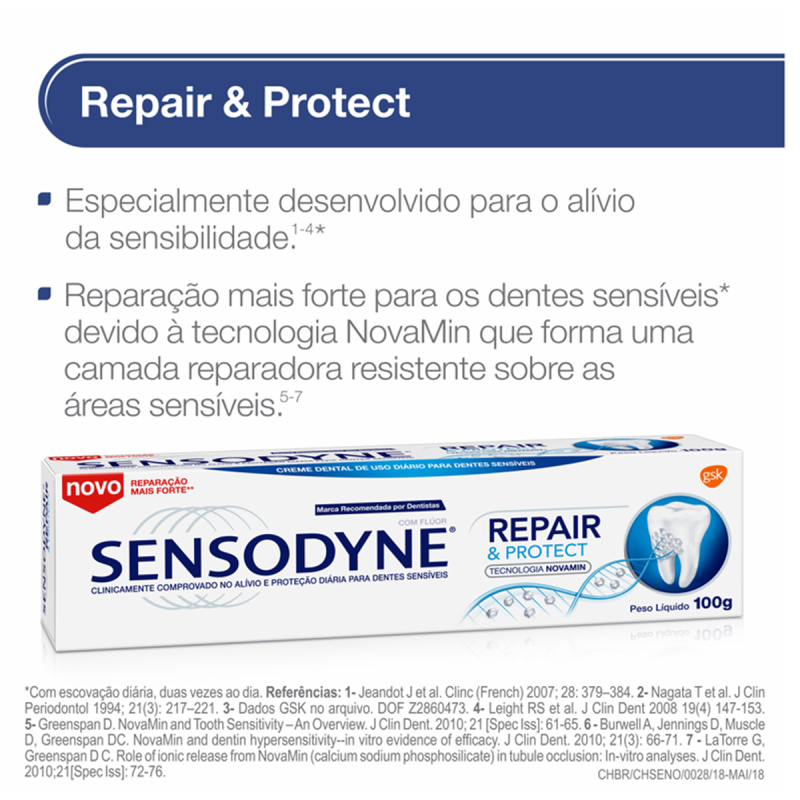 Repair & Protect
Especialmente desenvolvido para o alívio
da sensibilidade.1-4*
Reparação mais forte para os dentes sensíveis*
devido à tecnologia NovaMin que forma uma
camada reparadora resistente sobre as
áreas sensíveis.5-7
SENSODYNE REPAIR
CREME DENTAL DE USO DIÁRIO PARA DENTES SENSÍVEIS
100g
novo REPARAÇÃO
MAIS FORTE**
gsk
Marca Recomendada por Dentistas
COM FLÚOR
SENSODYNE®
CLINICAMENTE COMPROVADO NO ALÍVIO E PROTEÇÃO DIÁRIA PARA DENTES SENSÍVEIS
REPAIR
& PROTECT
TECNOLOGIA NOVAMIN
Peso Líquido 100g
SENSODYNE
*Com escovação diária, duas vezes ao dia. Referências: 1- Jeandot J et al. Clinc (French) 2007; 28: 379–384. 2- Nagata T et al. J Clin
Periodontol 1994; 21(3): 217–221. 3- Dados GSK no arquivo. DOF Z2860473. 4- Leight RS et al. J Clin Dent 2008 19(4) 147-153.
5- Greenspan D. NovaMin and Tooth Sensitivity – An Overview. J Clin Dent. 2010; 21 [Spec Iss]: 61-65. 6 - Burwell A, Jennings D, Muscle
D, Greenspan DC. NovaMin and dentin hypersensitivity--in vitro evidence of efficacy. J Clin Dent. 2010; 21(3): 66-71. 7 - LaTorre G,
Greenspan D C. Role of ionic release from NovaMin (calcium sodium phosphosilicate) in tubule occlusion: In-vitro analyses. J Clin Dent.
2010;21[Spec Iss]: 72-76.
CHBR/CHSENO/0028/18-MAI/18